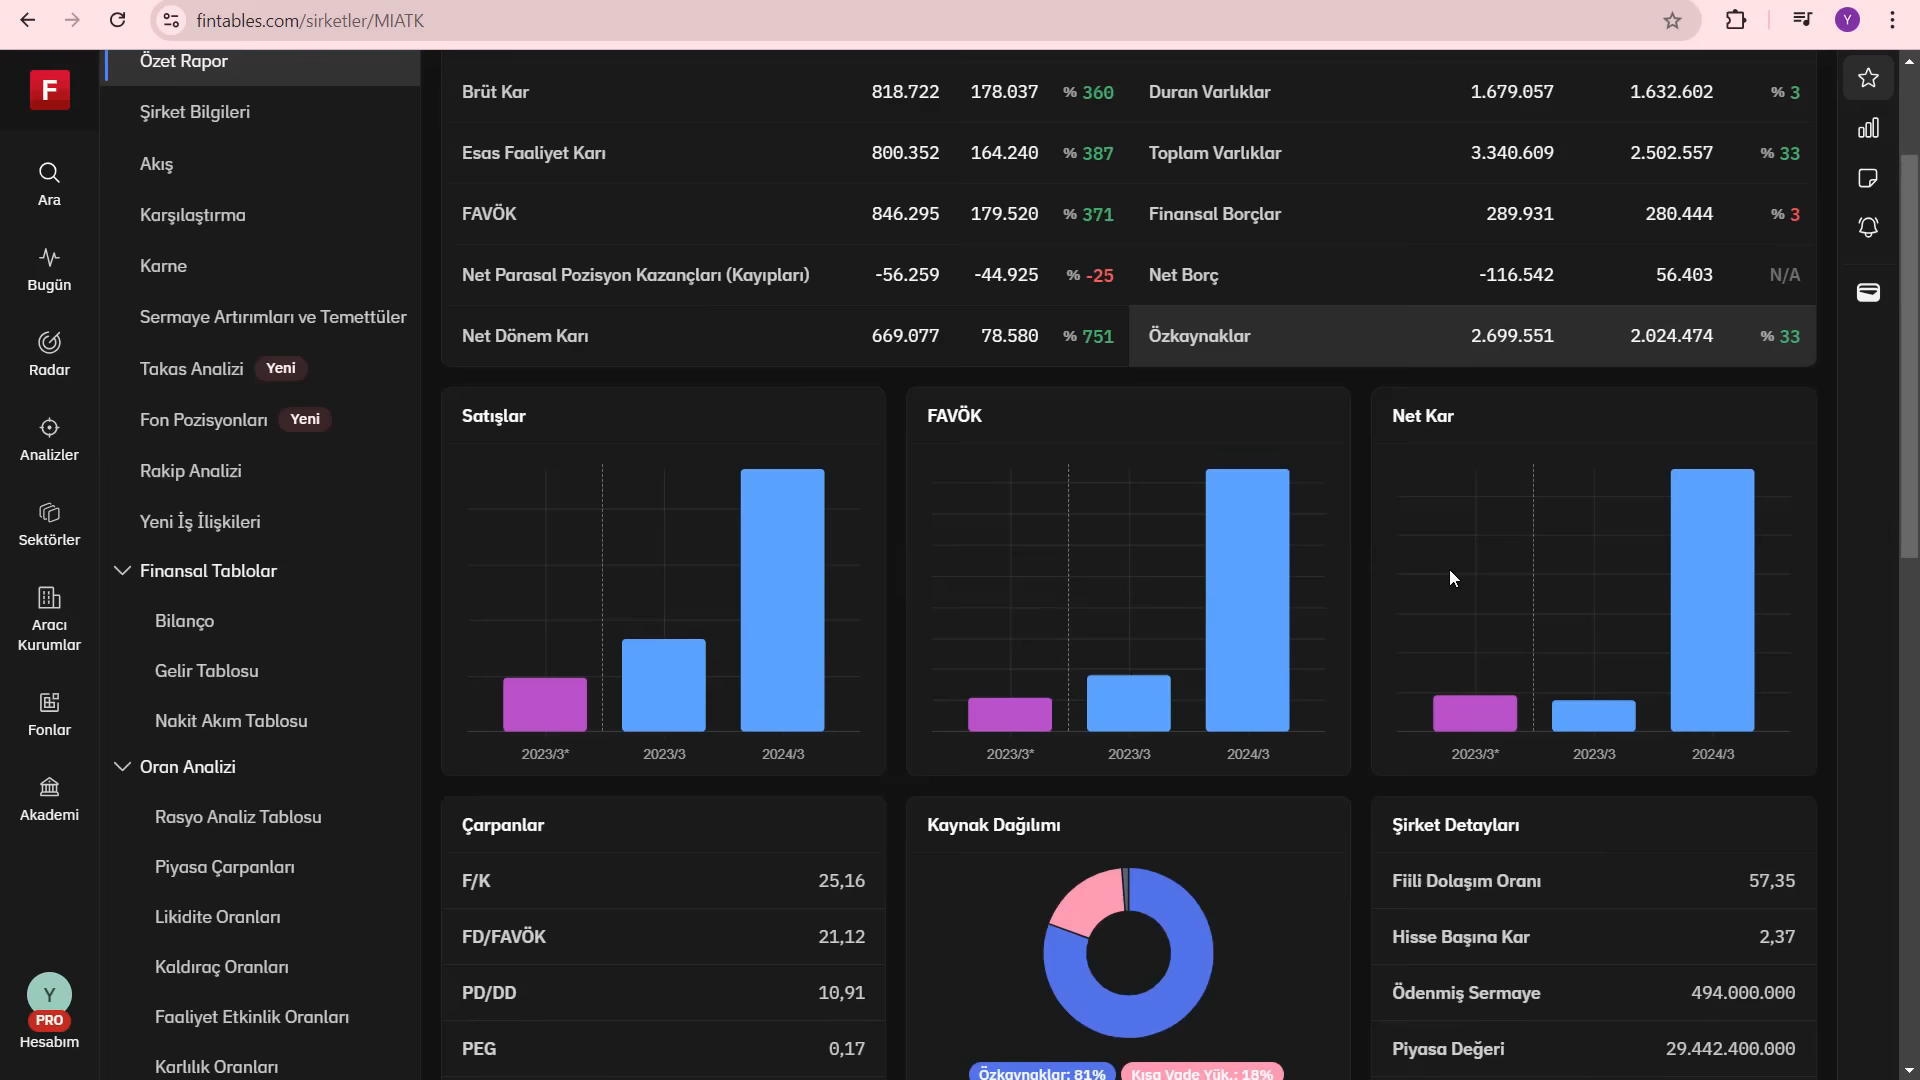 fintables.com/sirketler/MIATK
Y
F
Ara
Bugün
Radar
Analizler
Sektörler
Aracı
Kurumlar
Fonlar
Akademi
Y
PRO
Hesabım
Özet Rapor
Şirket Bilgileri
Akış
Karşılaştırma
Karne
Sermaye Artırımları ve Temettüler
Takas Analizi Yeni
Fon Pozisyonları Yeni
Rakip Analizi
Yeni İş İlişkileri
Finansal Tablolar
Bilanço
Gelir Tablosu
Nakit Akım Tablosu
Oran Analizi
Rasyo Analiz Tablosu
Piyasa Çarpanları
Likidite Oranları
Kaldıraç Oranları
Faaliyet Etkinlik Oranları
Karlılık Oranları
Brüt Kar 818.722 178.037 % 360 Duran Varlıklar 1.679.057 1.632.602 % 3
Esas Faaliyet Karı 800.352 164.240 % 387 Toplam Varlıklar 3.340.609 2.502.557 % 33
FAVÖK 846.295 179.520 % 371 Finansal Borçlar 289.931 280.444 % 3
Net Parasal Pozisyon Kazançları (Kayıpları) -56.259 -44.925 % -25 Net Borç -116.542 56.403 N/A
Net Dönem Karı 669.077 78.580 % 751 Özkaynaklar 2.699.551 2.024.474 % 33
Satışlar
2023/3* 2023/3 2024/3
FAVÖK
2023/3* 2023/3 2024/3
Net Kar
2023/3* 2023/3 2024/3
Çarpanlar
F/K 25,16
FD/FAVÖK 21,12
PD/DD 10,91
PEG 0,17
Kaynak Dağılımı
Özkaynaklar: 81% Kısa Vade Yük.: 18%
Şirket Detayları
Fiili Dolaşım Oranı 57,35
Hisse Başına Kar 2,37
Ödenmiş Sermaye 494.000.000
Piyasa Değeri 29.442.400.000